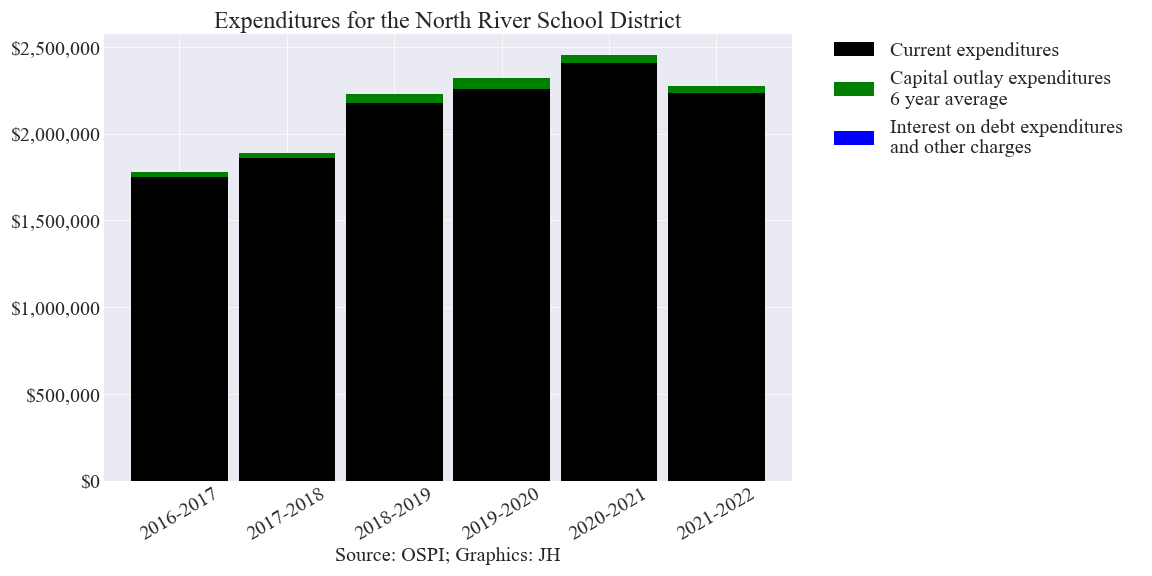 Expenditures for the North River School District
$2,500,000
$2,000,000
$1,500,000
$1,000,000
$500,000
$0
2016-2017
2017-2018
2018-2019
2019-2020
2020-2021
2021-2022
Source: OSPI; Graphics: JH
Current expenditures
Capital outlay expenditures
6 year average
Interest on debt expenditures
and other charges